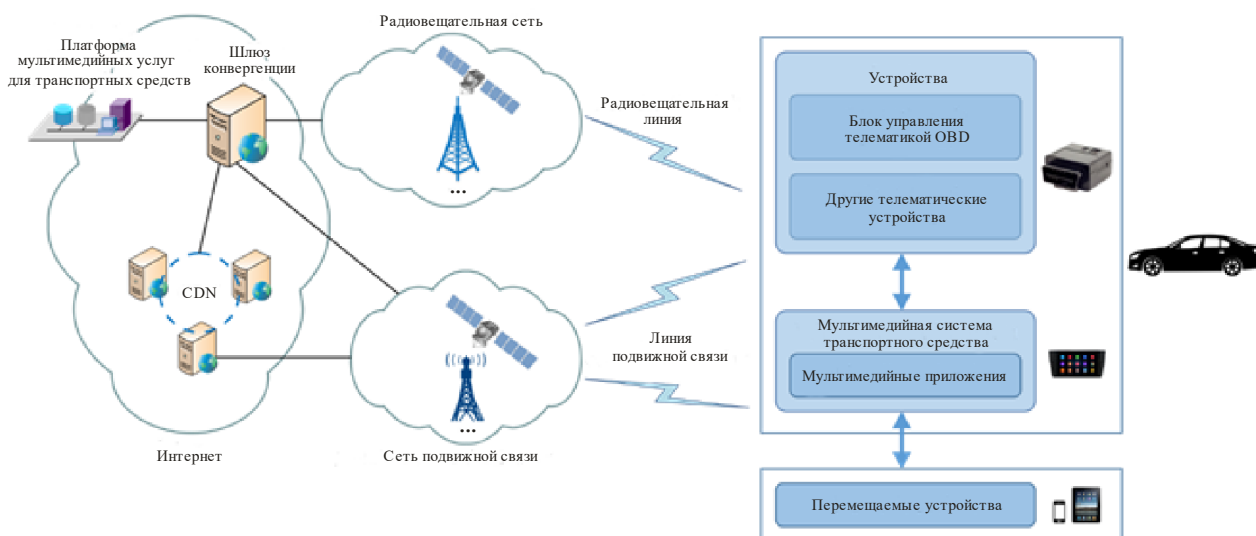 Платформа
мультимедийных услуг
для транспортных средств
Шлюз
конвергенции
Радиовещательная сеть
...
Радиовещательная
линия
CDN
Интернет
...
Сеть подвижной связи
Линия
подвижной связи
Устройства
Блок управления
телематикой OBD
Другие телематические
устройства
Мультимедийная система
транспортного средства
Мультимедийные приложения
Перемещаемые устройства